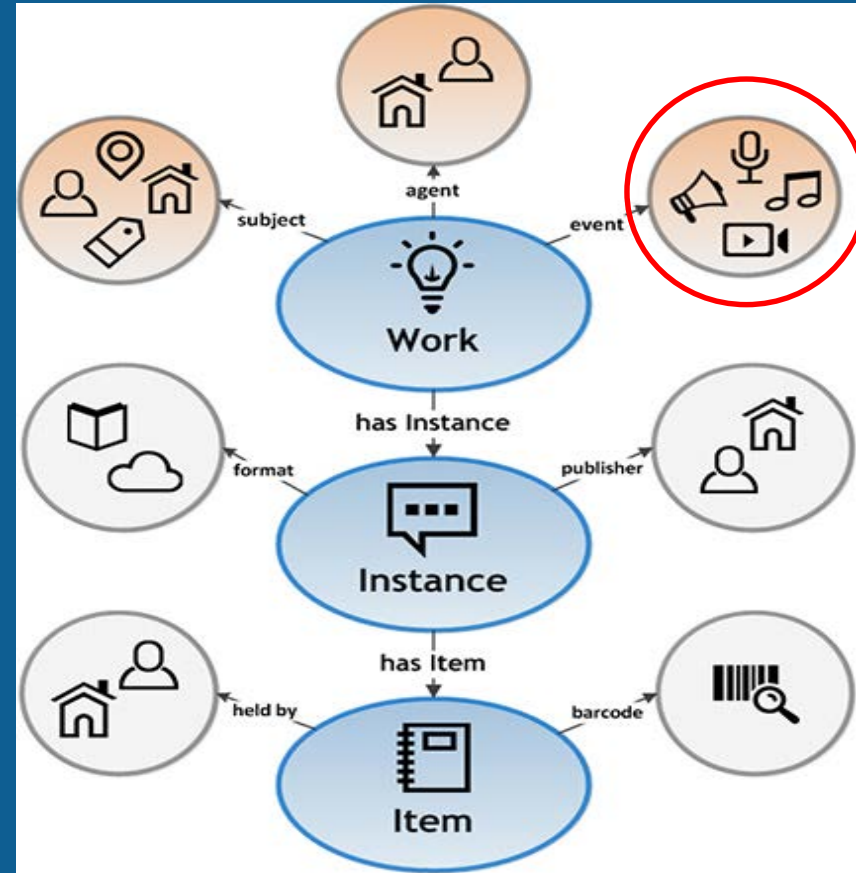 agent
subject
event
Work
has Instance
format
publisher
Instance
has Item
held by
barcode
Item